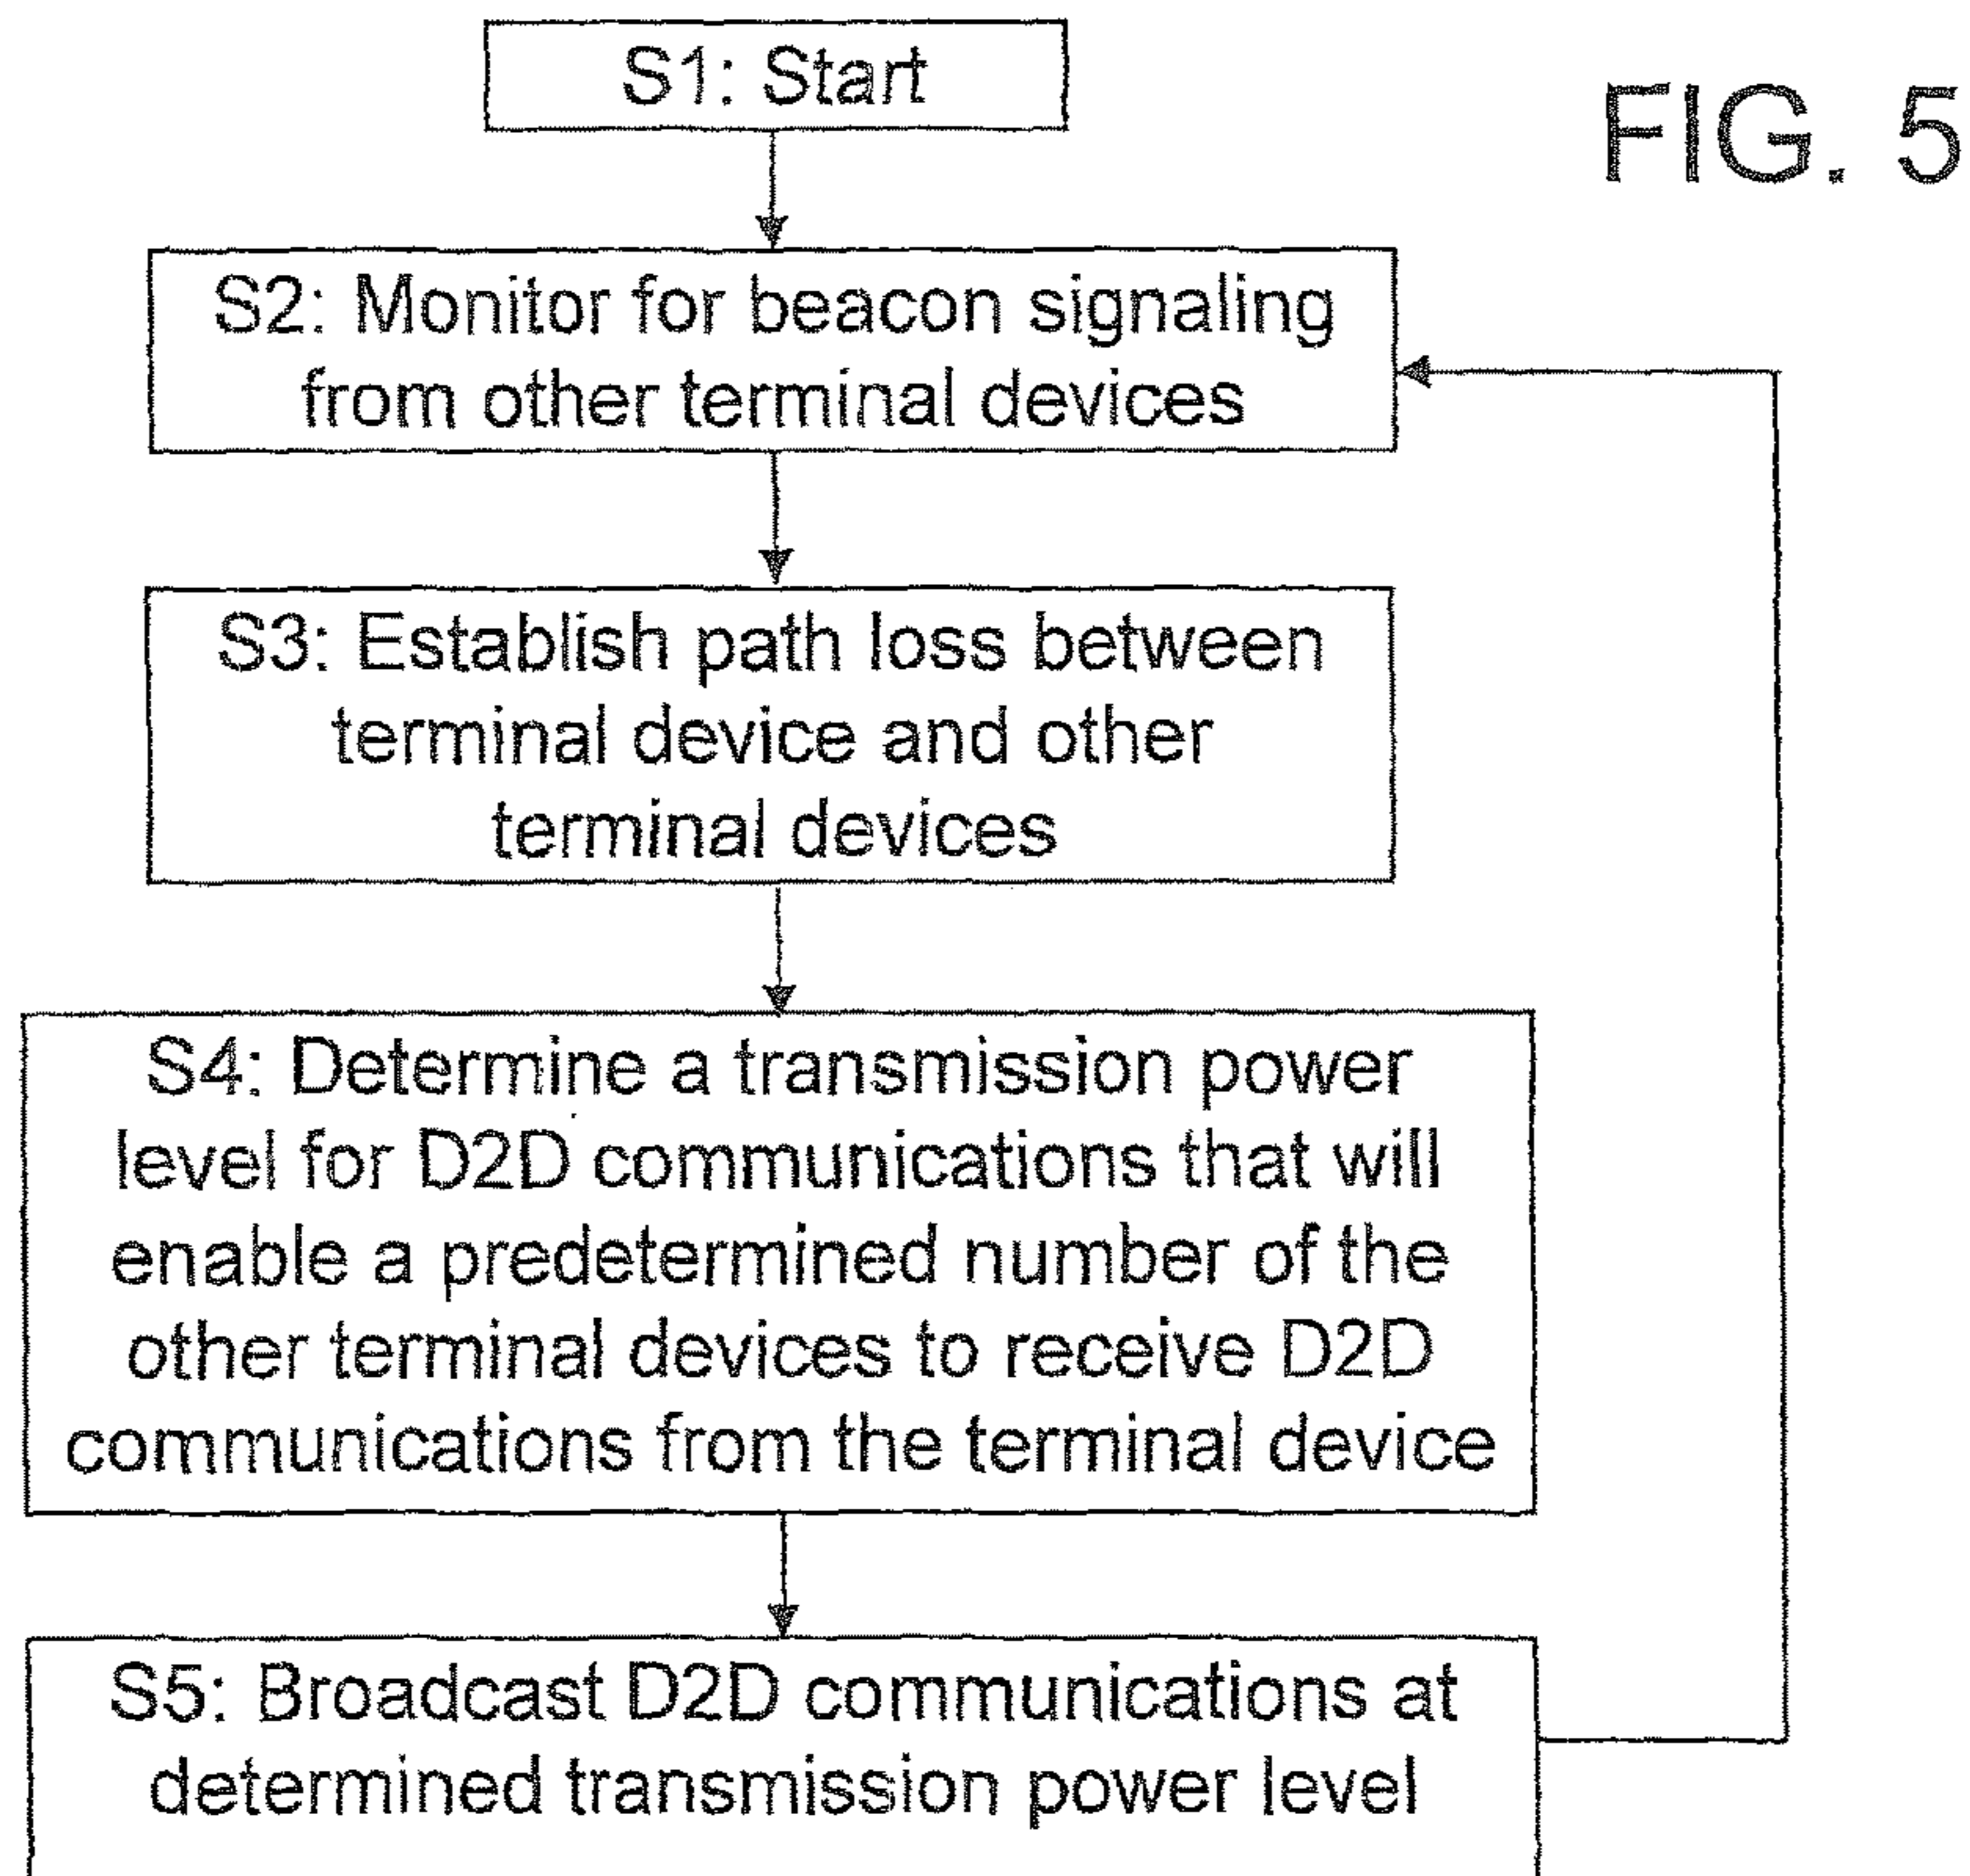 S1: Start
FIG. 5
S2: Monitor for beacon signaling
from other terminal devices
S3: Establish path loss between
terminal device and other
terminal devices
S4: Determine a transmission power
level for D2D communications that will
enable a predetermined number of the
other terminal devices to receive D2D
communications from the terminal device
S5: Broadcast D2D communications at
determined transmission power level